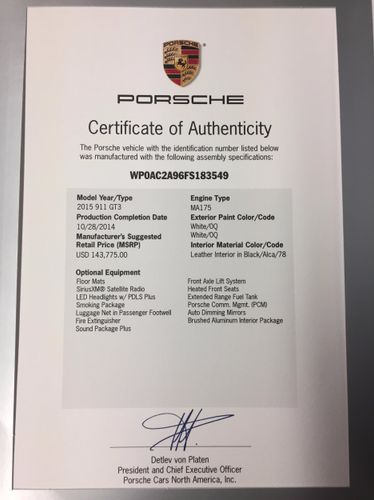 PORSCHE
PORSCHE
Certificate of Authenticity
The Porsche vehicle with the identification number listed below
was manufactured with the following assembly specifications:
WP0AC2A96FS183549
Model Year/Type
2015 911 GT3
Production Completion Date
10/28/2014
Manufacturer's Suggested
Retail Price (MSRP)
USD 143,775.00
Engine Type
MA175
Exterior Paint Color/Code
White/0Q
White/0Q
Interior Material Color/Code
Leather Interior in Black/Alca/78
Optional Equipment
Floor Mats
SiriusXM® Satellite Radio
LED Headlights w/ PDLS Plus
Smoking Package
Luggage Net in Passenger Footwell
Fire Extinguisher
Sound Package Plus
Front Axle Lift System
Heated Front Seats
Extended Range Fuel Tank
Porsche Comm. Mgmt. (PCM)
Auto Dimming Mirrors
Brushed Aluminum Interior Package
Detlev von Platen
President and Chief Executive Officer
Porsche Cars North America, Inc.